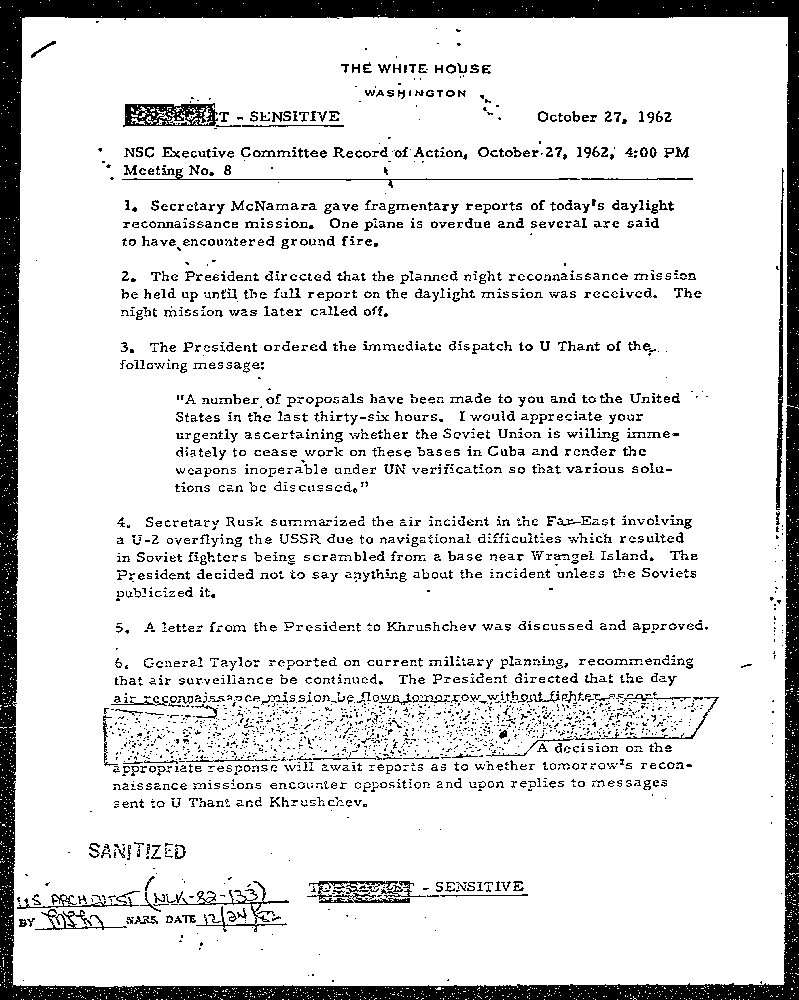 THE WHITE HOUSE
WASHINGTON
T - SENSITIVE October 27, 1962
NSC Executive Committee Record of Action, October 27, 1962, 4:00 PM
Meeting No. 8
1. Secretary McNamara gave fragmentary reports of today's daylight
reconnaissance mission. One plane is overdue and several are said
to have encountered ground fire.
2. The President directed that the planned night reconnaissance mission
be held up until the full report on the daylight mission was received. The
night mission was later called off.
3. The President ordered the immediate dispatch to U Thant of the
following message:
"A number of proposals have been made to you and to the United
States in the last thirty-six hours. I would appreciate your
urgently ascertaining whether the Soviet Union is willing imme-
diately to cease work on these bases in Cuba and render the
weapons inoperable under UN verification so that various solu-
tions can be discussed."
4. Secretary Rusk summarized the air incident in the Far East involving
a U-2 overflying the USSR due to navigational difficulties which resulted
in Soviet fighters being scrambled from a base near Wrangel Island. The
President decided not to say anything about the incident unless the Soviets
publicized it.
5. A letter from the President to Khrushchev was discussed and approved.
6. General Taylor reported on current military planning, recommending
that air surveillance be continued. The President directed that the day
air reconnaissance mission be flown tomorrow without fighter escort
A decision on the
appropriate response will await reports as to whether tomorrow's recon-
naissance missions encounter opposition and upon replies to messages
sent to U Thant and Khrushchev.
SANITIZED
T - SENSITIVE
U.S. ARCHIVIST (NLK-82-133)
BY NARS, DATE 12/24/82